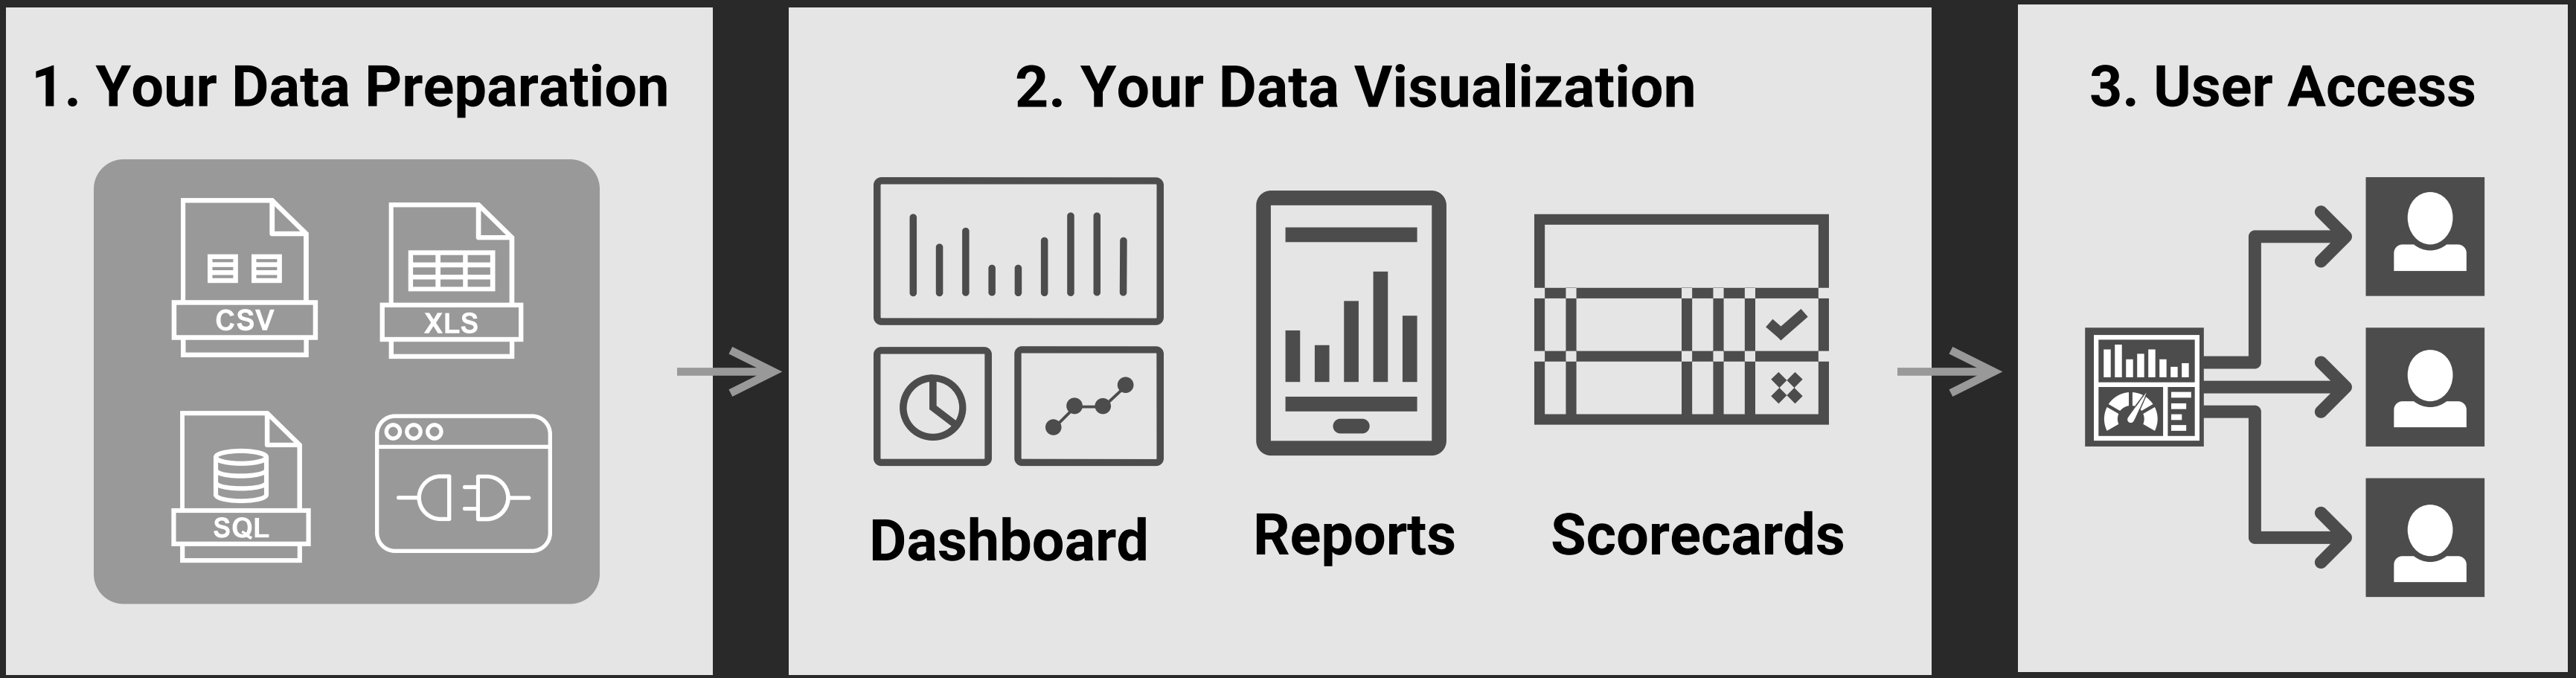 1. Your Data Preparation
CSV
XLS
SQL
2. Your Data Visualization
Dashboard
Reports
Scorecards
3. User Access